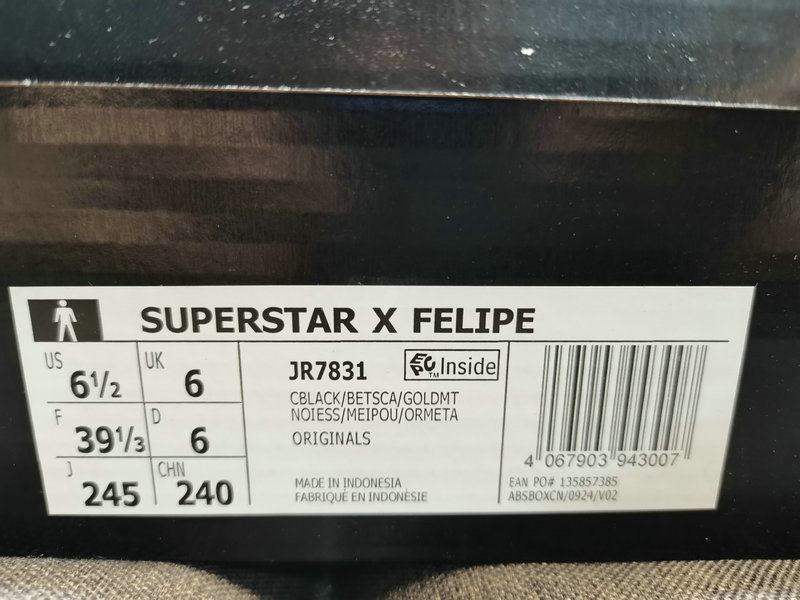 SUPERSTAR X FELIPE
US 6½ UK 6
F 39⅓ D 6
J 245 CHN 240
JR7831 EPC™ Inside
CBLACK/BETSCA/GOLDMT
NOIESS/MEIPOU/ORMETA
ORIGINALS
MADE IN INDONESIA
FABRIQUÉ EN INDONÉSIE
4 067903 943007
EAN PO# 135857385
ABSBOXCN/0924/V02